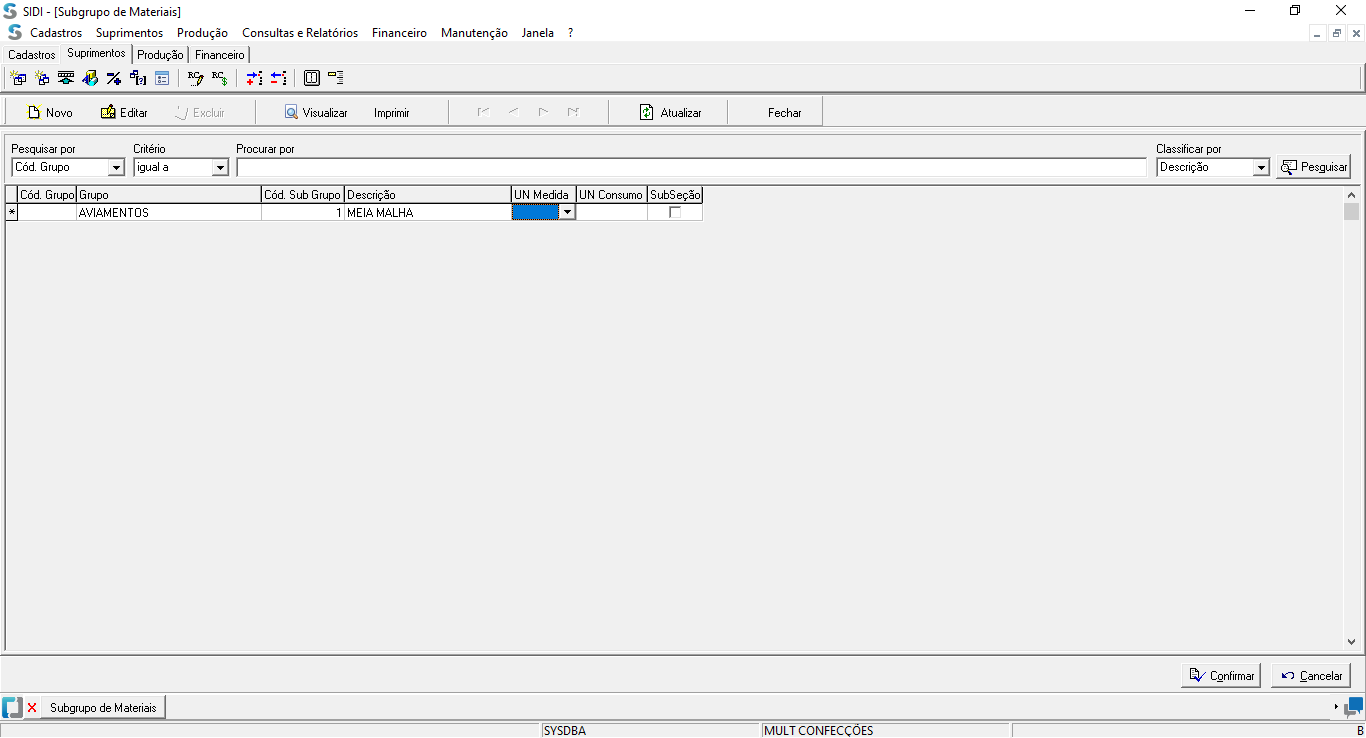 SIDI - [Subgrupo de Materiais]
Cadastros Suprimentos Produção Consultas e Relatórios Financeiro Manutenção Janela ?
Cadastros Suprimentos Produção Financeiro
Novo Editar Excluir Visualizar Imprimir Atualizar Fechar
Pesquisar por Critério Procurar por Classificar por
Cód. Grupo igual a Descrição Pesquisar
Cód. Grupo Grupo Cód. Sub Grupo Descrição UN Medida UN Consumo SubSeção
* AVIAMENTOS 1 MEIA MALHA
Confirmar Cancelar
Subgrupo de Materiais
SYSDBA MULT CONFECÇÕES B